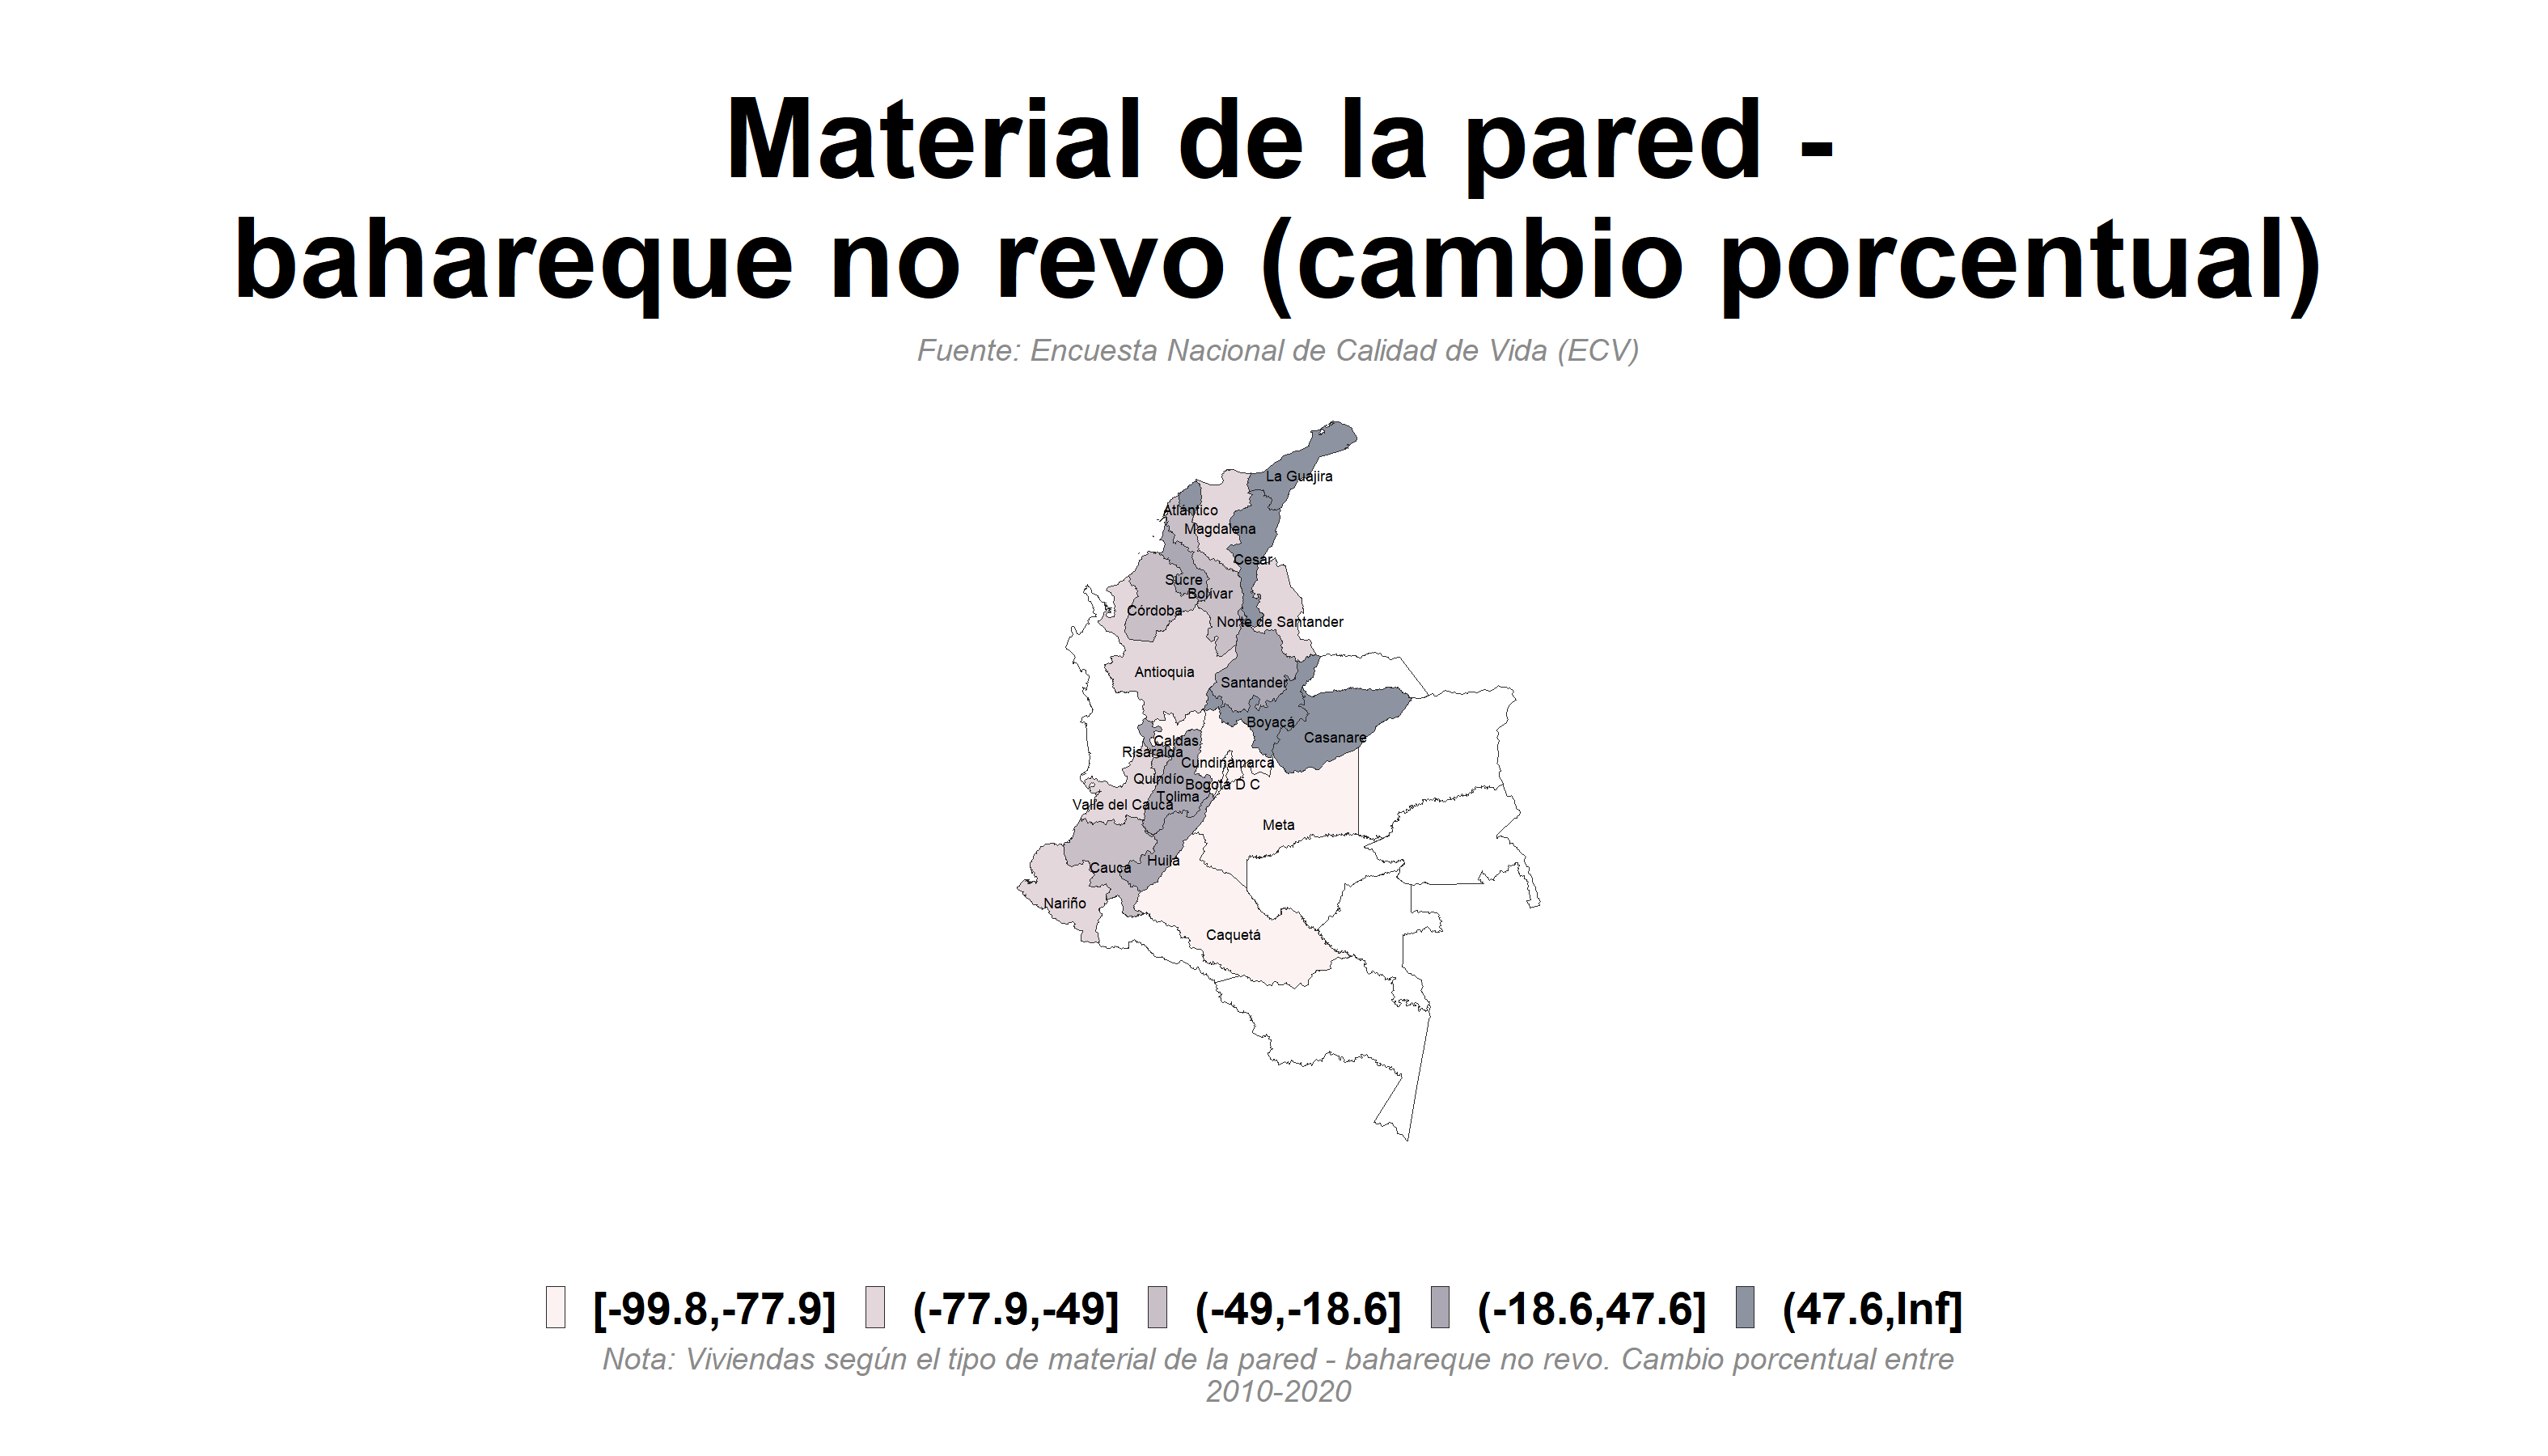 Material de la pared -
bahareque no revo (cambio porcentual)
Fuente: Encuesta Nacional de Calidad de Vida (ECV)
La Guajira
Atlántico
Magdalena
Cesar
Sucre
Bolívar
Córdoba
Norte de Santander
Antioquia
Santander
Boyacá
Casanare
Caldas
Risaralda
Cundinamarca
Quindío
Bogotá D C
Tolima
Valle del Cauca
Meta
Huila
Cauca
Nariño
Caquetá
[-99.8,-77.9] (-77.9,-49] (-49,-18.6] (-18.6,47.6] (47.6,Inf]
Nota: Viviendas según el tipo de material de la pared - bahareque no revo. Cambio porcentual entre
2010-2020